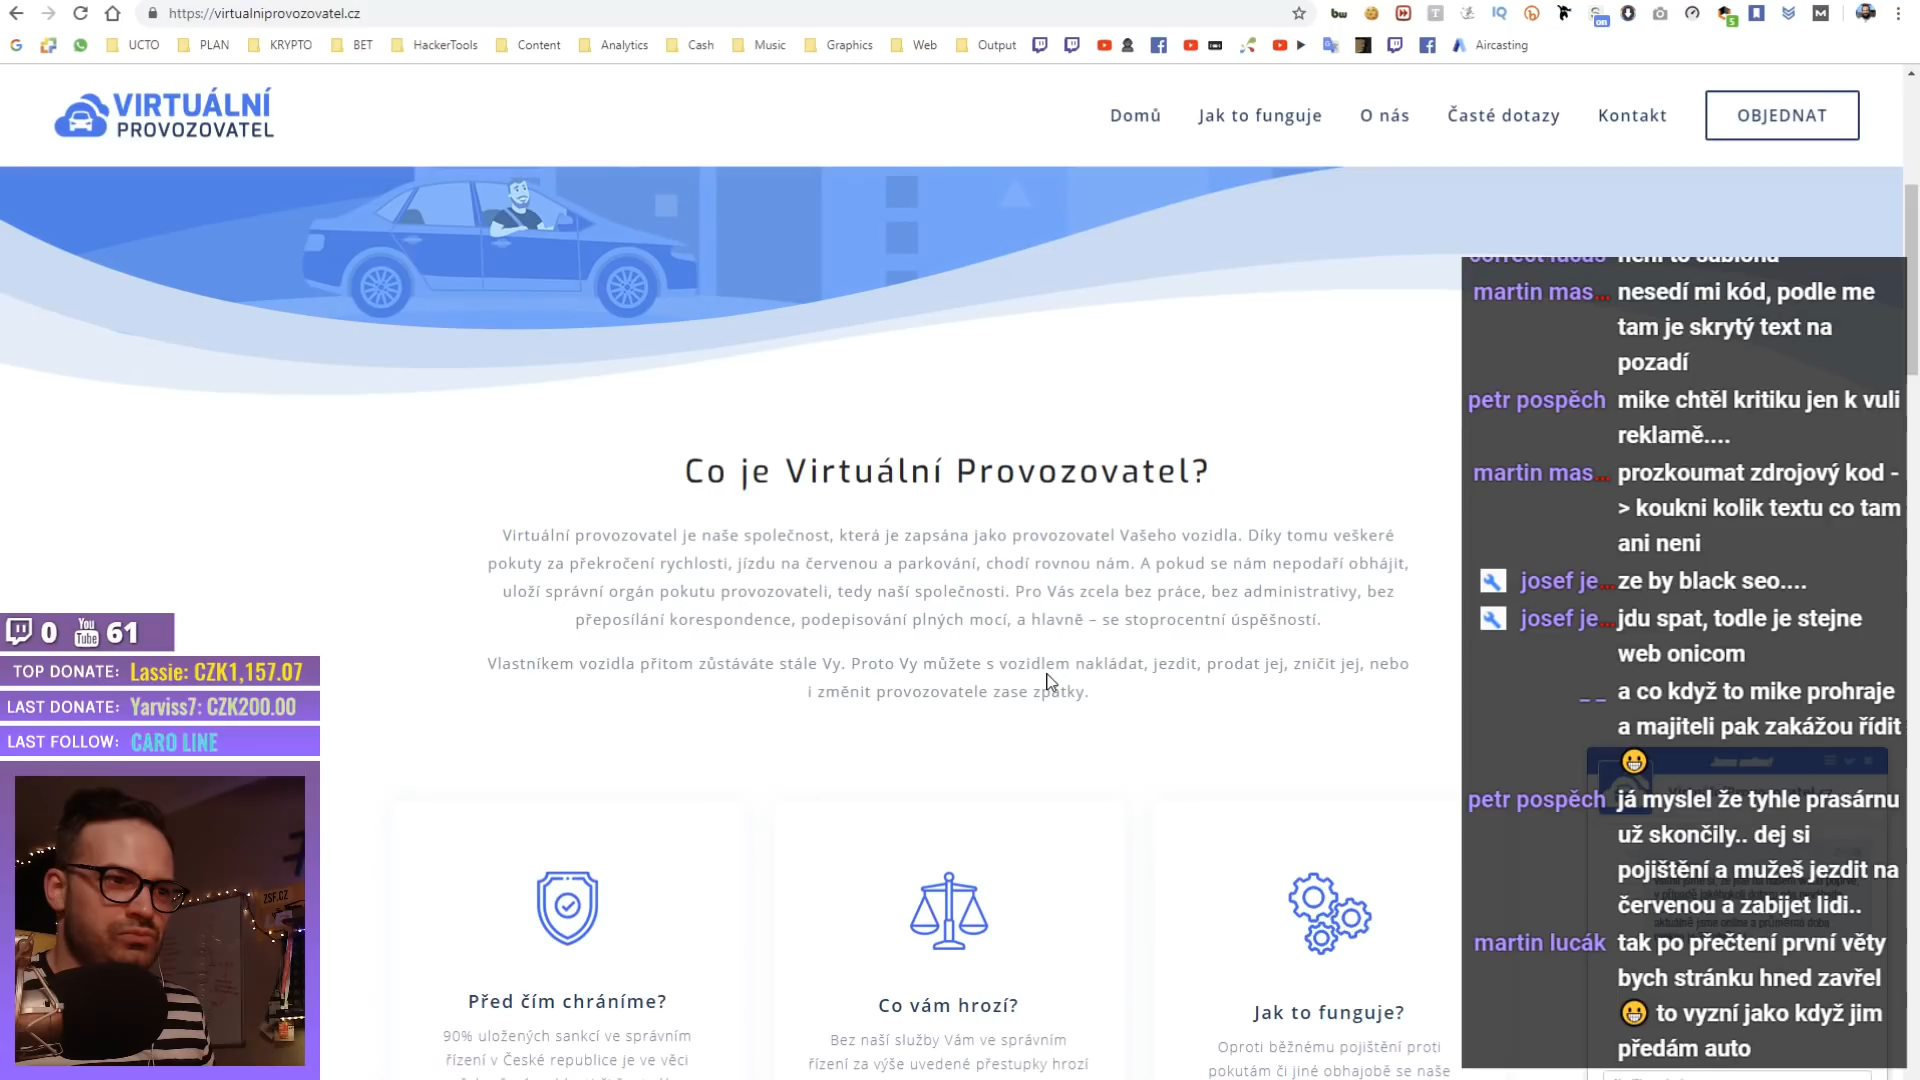 https://virtualniprovozovatel.cz
UCTO PLAN KRYPTO BET HackerTools Content Analytics Cash Music Graphics Web Output Aircasting
VIRTUÁLNÍ
PROVOZOVATEL
Domů Jak to funguje O nás Časté dotazy Kontakt OBJEDNAT
Co je Virtuální Provozovatel?
Virtuální provozovatel je naše společnost, která je zapsána jako provozovatel Vašeho vozidla. Díky tomu veškeré
pokuty za překročení rychlosti, jízdu na červenou a parkování, chodí rovnou nám. A pokud se nám nepodaří obhájit,
uloží správní orgán pokutu provozovateli, tedy naší společnosti. Pro Vás zcela bez práce, bez administrativy, bez
přeposílání korespondence, podepisování plných mocí, a hlavně – se stoprocentní úspěšností.
Vlastníkem vozidla přitom zůstáváte stále Vy. Proto Vy můžete s vozidlem nakládat, jezdit, prodat jej, zničit jej, nebo
i změnit provozovatele zase zpátky.
Před čím chráníme?
90% uložených sankcí ve správním
řízení v České republice je ve věci
Co vám hrozí?
Bez naší služby Vám ve správním
řízení za výše uvedené přestupky hrozí
Jak to funguje?
Oproti běžnému pojištění proti
pokutám či jiné obhajobě se naše
0 You Tube 61
TOP DONATE: Lassie: CZK1,157.07
LAST DONATE: Yarviss7: CZK200.00
LAST FOLLOW: CARO LINE
ZSF.CZ
martin mas... nesedí mi kód, podle me
tam je skrytý text na
pozadí
petr pospěch mike chtěl kritiku jen k vuli
reklamě....
martin mas... prozkoumat zdrojový kod -
> koukni kolik textu co tam
ani neni
josef je... ze by black seo....
josef je... jdu spat, todle je stejne
web onicom
_ _ a co když to mike prohraje
a majiteli pak zakážou řídit
petr pospěch já myslel že tyhle prasárnu
už skončily.. dej si
pojištění a mužeš jezdit na
červenou a zabijet lidi..
martin lucák tak po přečtení první věty
bych stránku hned zavřel
to vyzní jako když jim
předám auto